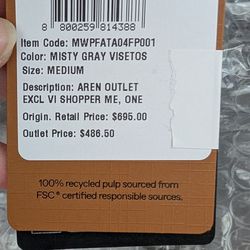 8 800259 814388
Item Code: MWPFATA04FP001
Color: MISTY GRAY VISETOS
Size: MEDIUM
Description: AREN OUTLET
EXCL VI SHOPPER ME, ONE
Origin. Retail Price: $695.00
Outlet Price: $486.50
100% recycled pulp sourced from
FSC® certified responsible sources.